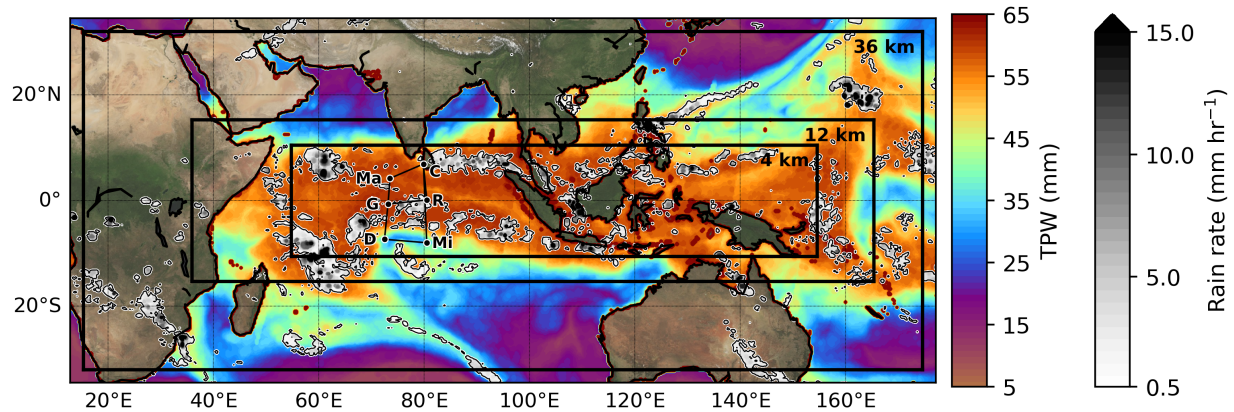 36 km
12 km
4 km
Ma
C
G
R
D
Mi
20°N
0°
20°S
20°E
40°E
60°E
80°E
100°E
120°E
140°E
160°E
65
55
45
35
25
15
5
TPW (mm)
15.0
10.0
5.0
0.5
Rain rate (mm hr⁻¹)